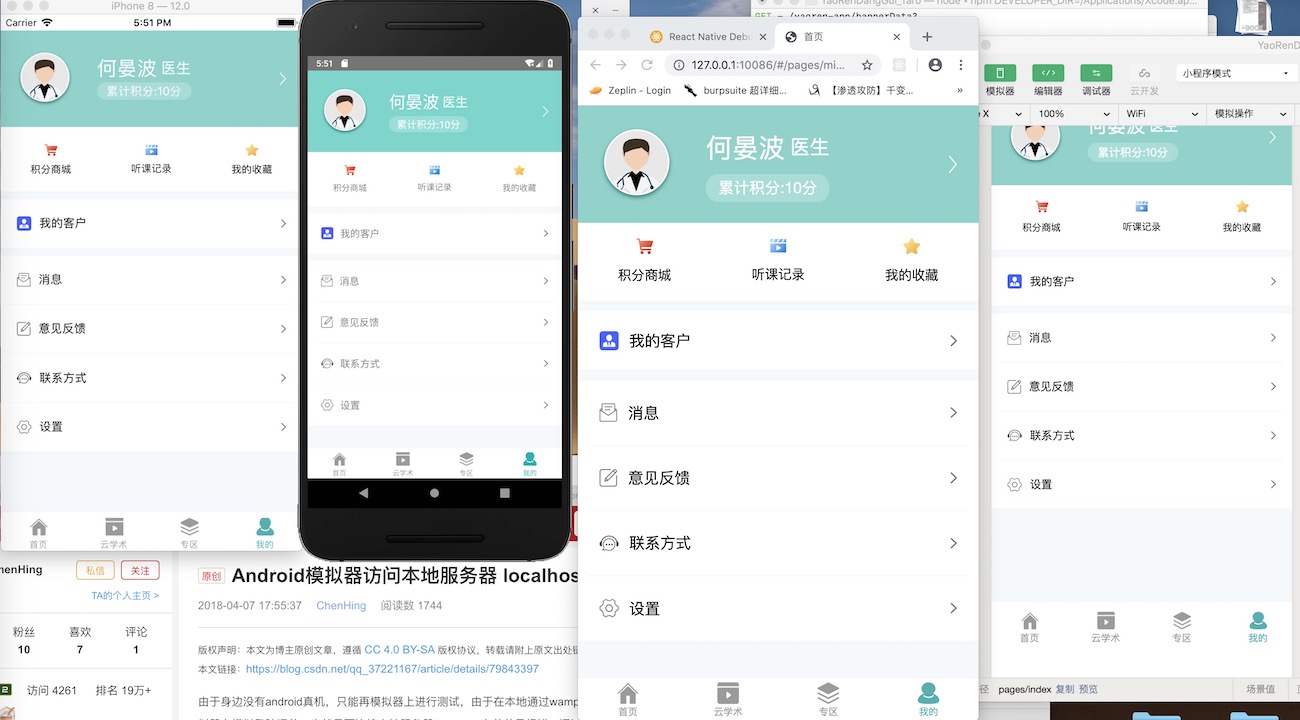 iPhone 8 — 12.0
Carrier
5:51 PM
何晏波 医生
累计积分:10分
积分商城
听课记录
我的收藏
我的客户
消息
意见反馈
联系方式
设置
首页
云学术
专区
我的
5:51
何晏波 医生
累计积分:10分
积分商城
听课记录
我的收藏
我的客户
消息
意见反馈
联系方式
设置
首页
云学术
专区
我的
React Native Deb
首页
127.0.0.1:10086/#/pages/mi...
Zeplin - Login
burpsuite 超详细...
【渗透攻防】千变...
»
何晏波 医生
累计积分:10分
积分商城
听课记录
我的收藏
我的客户
消息
意见反馈
联系方式
设置
首页
云学术
专区
我的
YaoRenD
模拟器
编辑器
调试器
云开发
小程序模式
X
100%
WiFi
模拟操作
何晏波 医生
累计积分:10分
积分商城
听课记录
我的收藏
我的客户
消息
意见反馈
联系方式
设置
首页
云学术
专区
我的
pages/index 复制 预览
场景值
henHing
私信
关注
TA的个人主页 >
粉丝
喜欢
评论
10
7
1
访问 4261
排名 19万+
原创 Android模拟器访问本地服务器 localhos
2018-04-07 17:55:37 ChenHing 阅读数 1744
版权声明：本文为博主原创文章，遵循 CC 4.0 BY-SA 版权协议，转载请附上原文出处链
本文链接：https://blog.csdn.net/qq_37221167/article/details/79843397
由于身边没有android真机，只能再模拟器上进行测试，由于在本地通过wamp